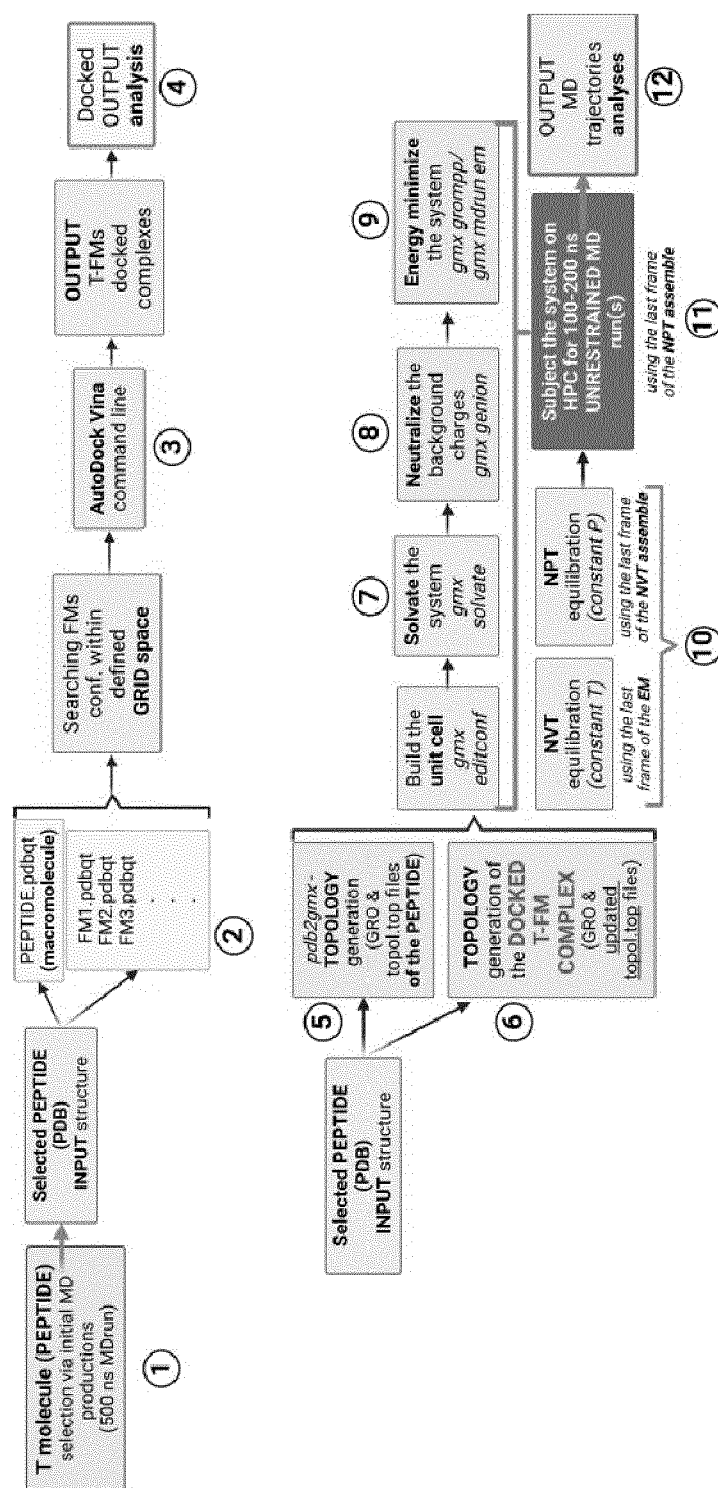 T molecule (PEPTIDE)
selection via initial MD
productions
(500 ns MDrun)
1
Selected PEPTIDE
(PDB)
INPUT structure
PEPTIDE.pdbqt
(macromolecule)
FM1.pdbqt
FM2.pdbqt
FM3.pdbqt
.
.
.
2
Searching FMs
conf. within
defined
GRID space
AutoDock Vina
command line
3
OUTPUT
T-FMs
docked
complexes
Docked
OUTPUT
analysis
4
Selected PEPTIDE
(PDB)
INPUT structure
5
pdb2gmx -
TOPOLOGY
generation
(GRO &
topol.top files
of the PEPTIDE)
6
TOPOLOGY
generation of
the DOCKED
T-FM
COMPLEX
(GRO &
updated
topol.top files)
Build the
unit cell
gmx
editconf
7
Solvate the
system
gmx
solvate
8
Neutralize the
background
charges
gmx genion
9
Energy minimize
the system
gmx grompp/
gmx mdrun em
NVT
equilibration
(constant T)
using the last
frame of the EM
NPT
equilibration
(constant P)
using the last frame
of the NVT assemble
10
Subject the system on
HPC for 100-200 ns
UNRESTRAINED MD
run(s)
using the last frame
of the NPT assemble
11
OUTPUT
MD
trajectories
analyses
12